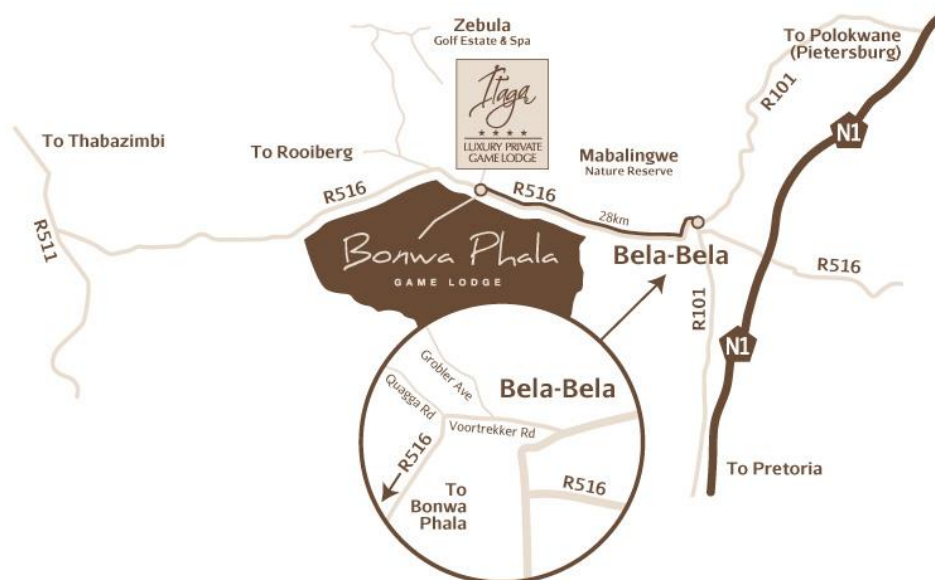 Zebula
Golf Estate & Spa
To Polokwane
(Pietersburg)
Itaga
LUXURY PRIVATE
GAME LODGE
R101
N1
To Thabazimbi
To Rooiberg
Mabalingwe
Nature Reserve
R516
R516
28km
R511
Bonwa Phala
GAME LODGE
Bela-Bela
R516
R101
N1
Grobler Ave
Quagga Rd
Bela-Bela
Voortrekker Rd
R516
To
Bonwa
Phala
R516
To Pretoria